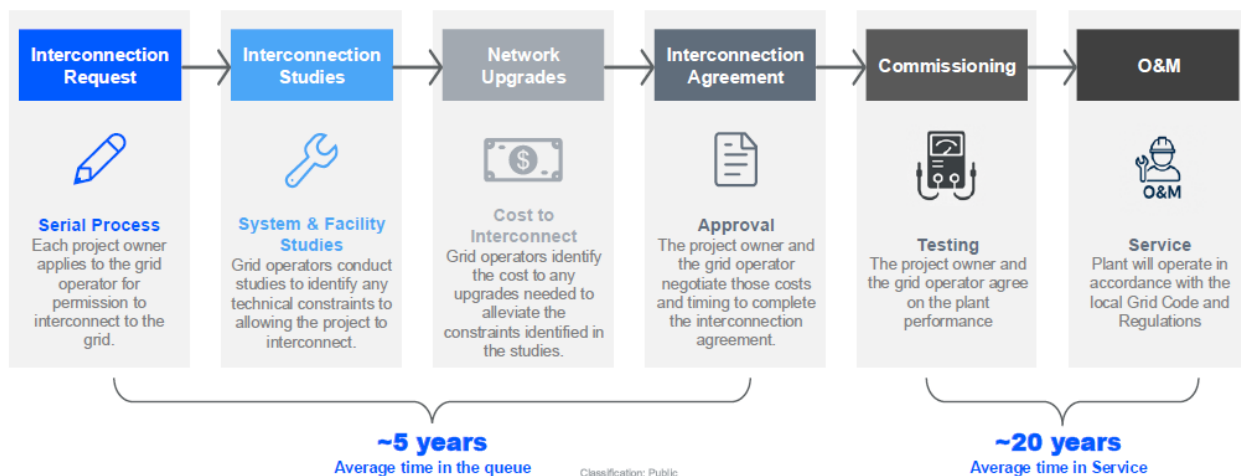 Interconnection
Request
Interconnection
Studies
Network
Upgrades
Interconnection
Agreement
Commissioning
O&M
Serial Process
Each project owner
applies to the grid
operator for
permission to
interconnect to the
grid.
System & Facility
Studies
Grid operators conduct
studies to identify any
technical constraints to
allowing the project to
interconnect.
$
Cost to
Interconnect
Grid operators identify
the cost to any
upgrades needed to
alleviate the
constraints identified in
the studies.
Approval
The project owner and
the grid operator
negotiate those costs
and timing to complete
the interconnection
agreement.
Testing
The project owner and
the grid operator agree
on the plant
performance
O&M
Service
Plant will operate in
accordance with the
local Grid Code and
Regulations
~5 years
Average time in the queue
~20 years
Average time in Service
Classification: Public